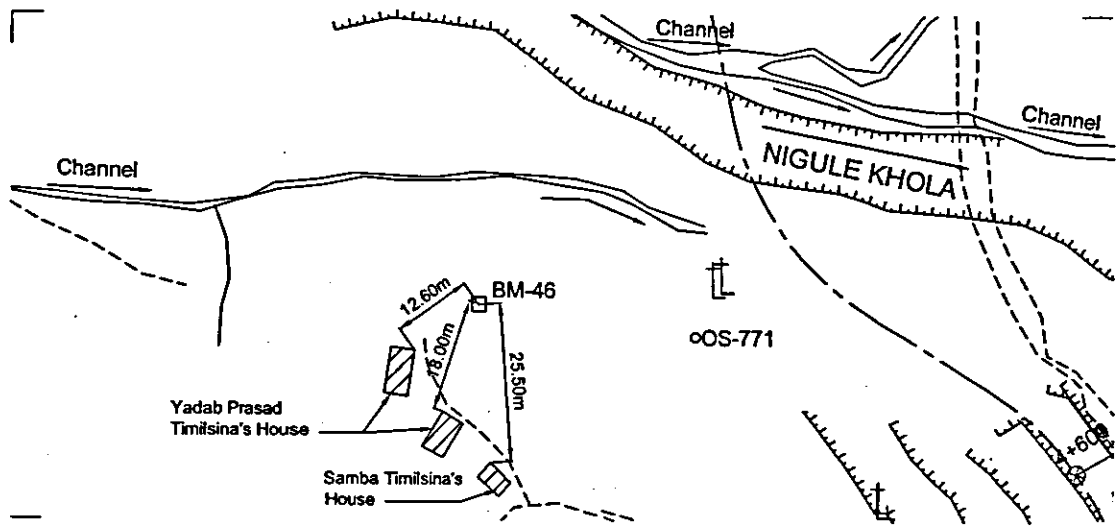 Channel
Channel
Channel
NIGULE KHOLA
Channel
BM-46
12.60m
18.00m
25.50m
OS-771
Yadab Prasad
Timilsina's House
Samba Timilsina's
House